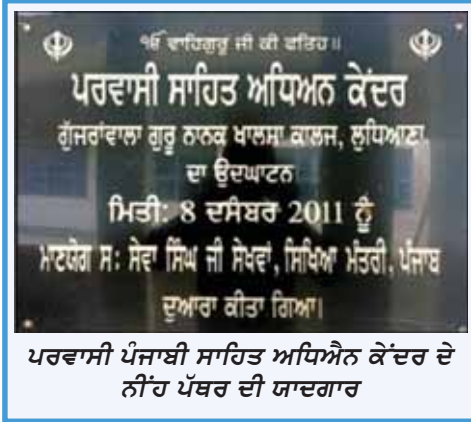 ੴ ਵਾਹਿਗੁਰੂ ਜੀ ਕੀ ਫਤਿਹ॥
ਪਰਵਾਸੀ ਸਾਹਿਤ ਅਧਿਅਨ ਕੇਂਦਰ
ਗੁੱਜਰਾਂਵਾਲਾ ਗੁਰੂ ਨਾਨਕ ਖਾਲਸਾ ਕਾਲਜ, ਲੁਧਿਆਣਾ
ਦਾ ਉਦਘਾਟਨ
ਮਿਤੀ: 8 ਦਸੰਬਰ 2011 ਨੂੰ
ਮਾਣਯੋਗ ਸ: ਸੇਵਾ ਸਿੰਘ ਜੀ ਸੇਖਵਾਂ, ਸਿਖਿਆ ਮੰਤਰੀ, ਪੰਜਾਬ
ਦੁਆਰਾ ਕੀਤਾ ਗਿਆ।
ਪਰਵਾਸੀ ਪੰਜਾਬੀ ਸਾਹਿਤ ਅਧਿਐਨ ਕੇਂਦਰ ਦੇ
ਨੀਂਹ ਪੱਥਰ ਦੀ ਯਾਦਗਾਰ